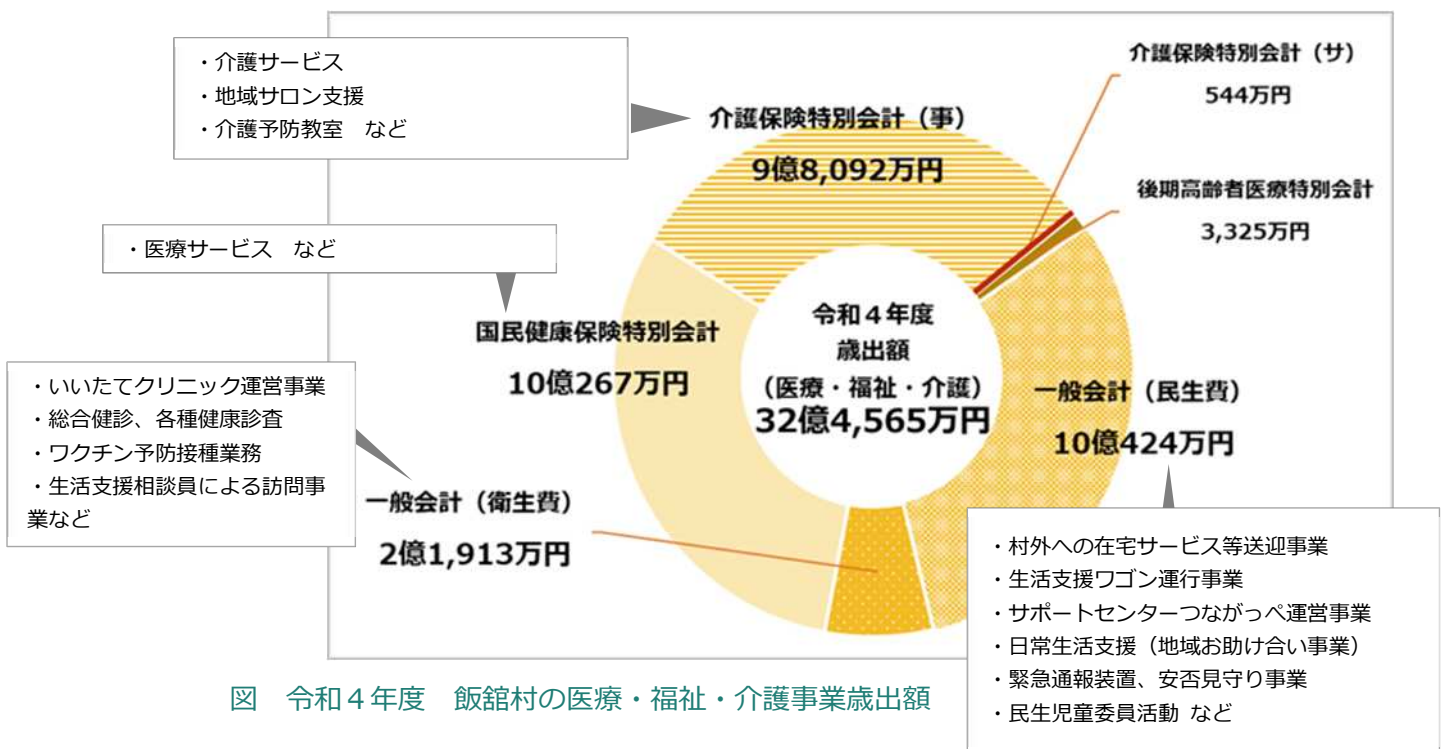 ・介護サービス
・地域サロン支援
・介護予防教室　など
介護保険特別会計（事）
9億8,092万円
介護保険特別会計（サ）
544万円
後期高齢者医療特別会計
3,325万円
・医療サービス　など
国民健康保険特別会計
10億267万円
令和４年度
歳出額
（医療・福祉・介護）
32億4,565万円
一般会計（民生費）
10億424万円
・いいたてクリニック運営事業
・総合健診、各種健康診査
・ワクチン予防接種業務
・生活支援相談員による訪問事
業など
一般会計（衛生費）
2億1,913万円
・村外への在宅サービス等送迎事業
・生活支援ワゴン運行事業
・サポートセンターつながっぺ運営事業
・日常生活支援（地域お助け合い事業）
・緊急通報装置、安否見守り事業
・民生児童委員活動 など
図　令和４年度　飯舘村の医療・福祉・介護事業歳出額